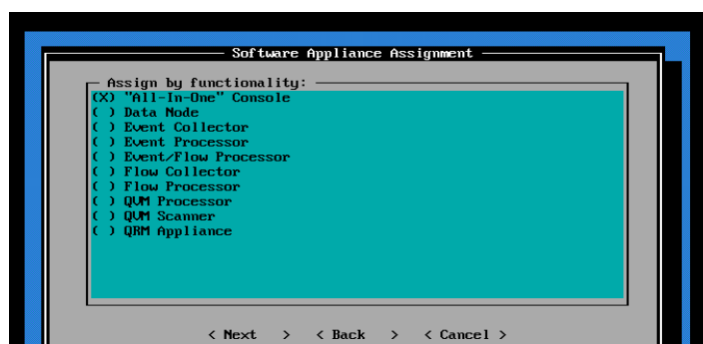 Software Appliance Assignment
Assign by functionality:
(X) "All-In-One" Console
( ) Data Node
( ) Event Collector
( ) Event Processor
( ) Event/Flow Processor
( ) Flow Collector
( ) Flow Processor
( ) QVM Processor
( ) QVM Scanner
( ) QRM Appliance
< Next > < Back > < Cancel >